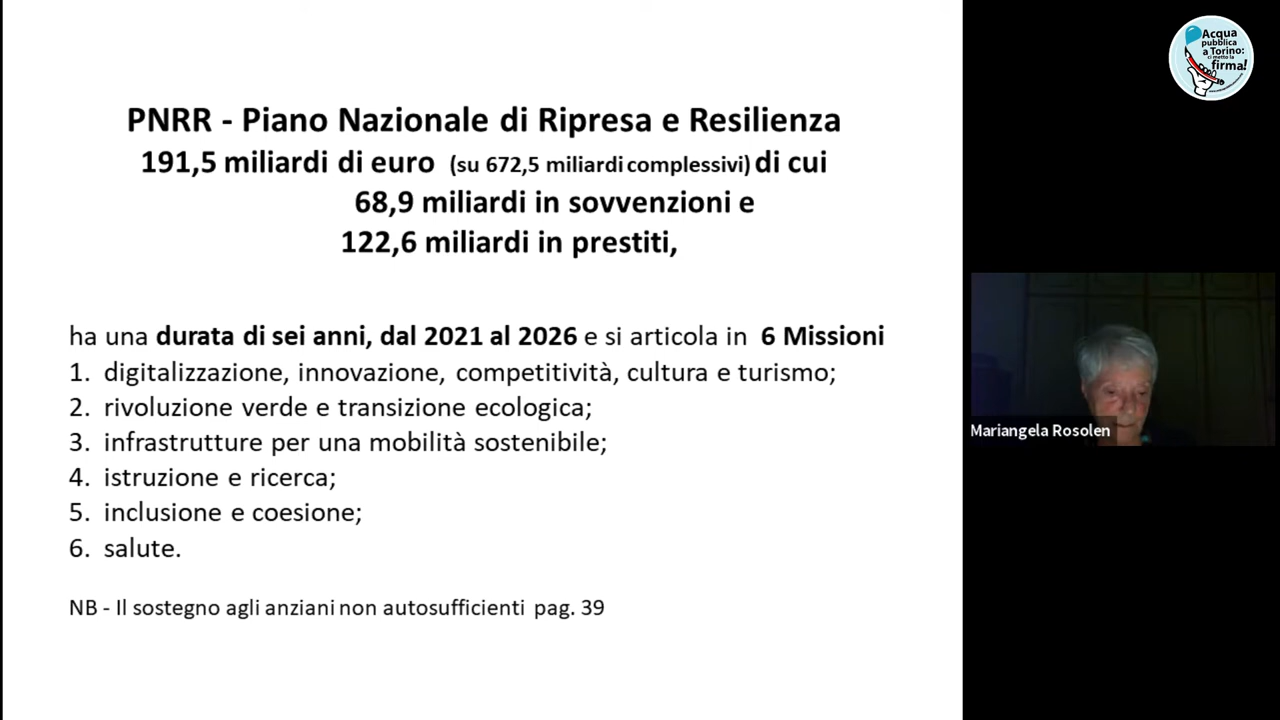 PNRR - Piano Nazionale di Ripresa e Resilienza
191,5 miliardi di euro (su 672,5 miliardi complessivi) di cui
68,9 miliardi in sovvenzioni e
122,6 miliardi in prestiti,
ha una durata di sei anni, dal 2021 al 2026 e si articola in 6 Missioni
1. digitalizzazione, innovazione, competitività, cultura e turismo;
2. rivoluzione verde e transizione ecologica;
3. infrastrutture per una mobilità sostenibile;
4. istruzione e ricerca;
5. inclusione e coesione;
6. salute.
NB - Il sostegno agli anziani non autosufficienti pag. 39
Acqua
pubblica
a Torino:
ci metto la
firma!
Mariangela Rosolen